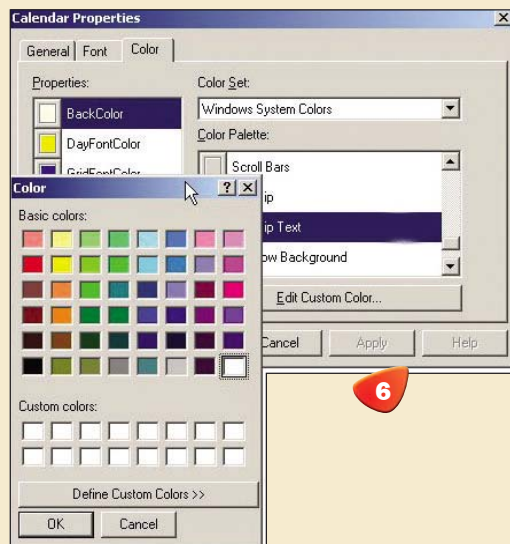 Calendar Properties
General Font Color
Properties:
Color Set:
BackColor
Windows System Colors
DayFontColor
Color Palette:
GridFontColor
Scroll Bars
ip
ip Text
ow Background
Edit Custom Color...
Cancel Apply Help
Color
Basic colors:
Custom colors:
Define Custom Colors >>
OK Cancel
6